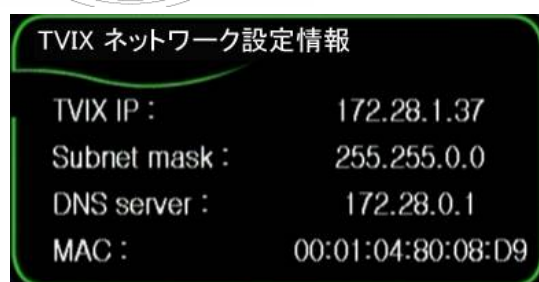 TVIX ネットワーク設定情報
TVIX IP : 172.28.1.37
Subnet mask : 255.255.0.0
DNS server : 172.28.0.1
MAC : 00:01:04:80:08:D9